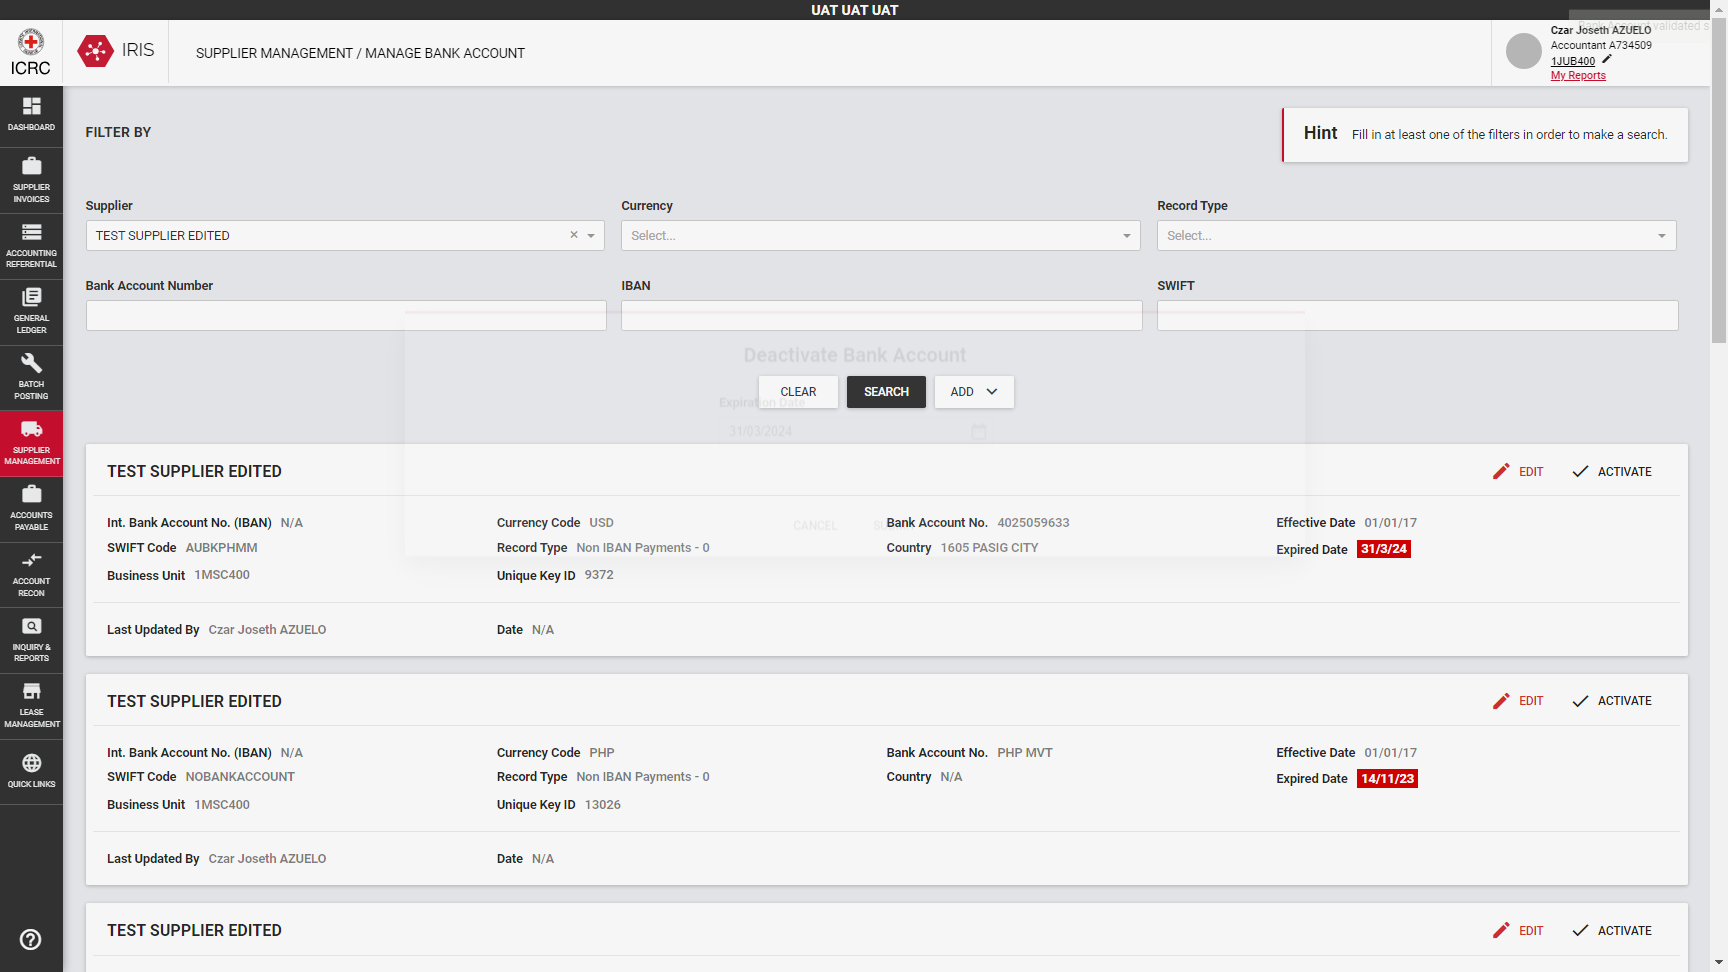 UAT UAT UAT
Bank Account validated s
ICRC
IRIS
SUPPLIER MANAGEMENT / MANAGE BANK ACCOUNT
Czar Joseth AZUELO
Accountant A734509
1JUB400
My Reports
DASHBOARD
SUPPLIER
INVOICES
ACCOUNTING
REFERENTIAL
GENERAL
LEDGER
BATCH
POSTING
SUPPLIER
MANAGEMENT
ACCOUNTS
PAYABLE
ACCOUNT
RECON
INQUIRY &
REPORTS
LEASE
MANAGEMENT
QUICK LINKS
FILTER BY
Hint Fill in at least one of the filters in order to make a search.
Supplier Currency Record Type
TEST SUPPLIER EDITED × Select... Select...
Bank Account Number IBAN SWIFT
Deactivate Bank Account
CLEAR SEARCH ADD
Expiration Date
31/03/2024
TEST SUPPLIER EDITED EDIT ACTIVATE
Int. Bank Account No. (IBAN) N/A Currency Code USD Bank Account No. 4025059633 Effective Date 01/01/17
CANCEL
SWIFT Code AUBKPHMM Record Type Non IBAN Payments - 0 Country 1605 PASIG CITY Expired Date 31/3/24
Business Unit 1MSC400 Unique Key ID 9372
Last Updated By Czar Joseth AZUELO Date N/A
TEST SUPPLIER EDITED EDIT ACTIVATE
Int. Bank Account No. (IBAN) N/A Currency Code PHP Bank Account No. PHP MVT Effective Date 01/01/17
SWIFT Code NOBANKACCOUNT Record Type Non IBAN Payments - 0 Country N/A Expired Date 14/11/23
Business Unit 1MSC400 Unique Key ID 13026
Last Updated By Czar Joseth AZUELO Date N/A
TEST SUPPLIER EDITED EDIT ACTIVATE